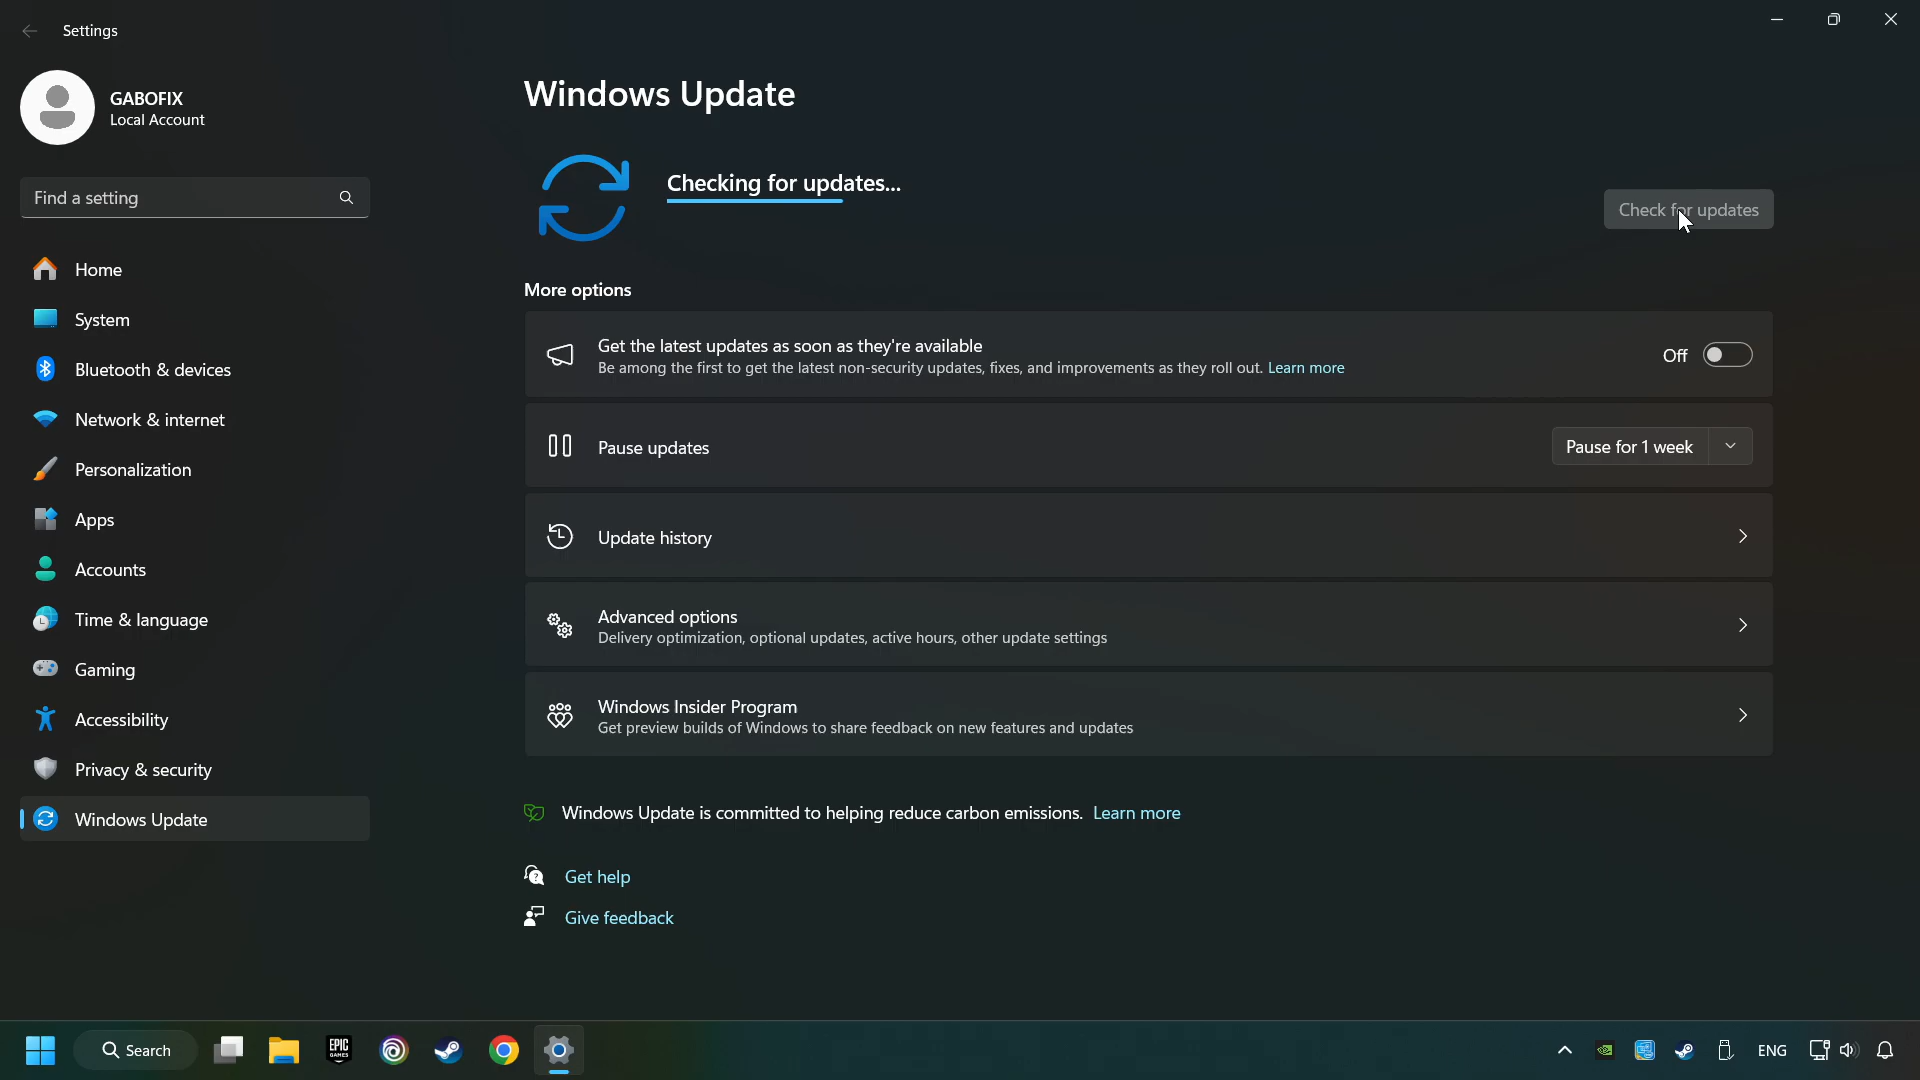 Settings
GABOFIX
Local Account
Find a setting
Home
System
Bluetooth & devices
Network & internet
Personalization
Apps
Accounts
Time & language
Gaming
Accessibility
Privacy & security
Windows Update
Windows Update
Checking for updates...
Check for updates
More options
Get the latest updates as soon as they're available
Be among the first to get the latest non-security updates, fixes, and improvements as they roll out. Learn more
Off
Pause updates
Pause for 1 week
Update history
Advanced options
Delivery optimization, optional updates, active hours, other update settings
Windows Insider Program
Get preview builds of Windows to share feedback on new features and updates
Windows Update is committed to helping reduce carbon emissions. Learn more
Get help
Give feedback
Search
EPIC
GAMES
ENG